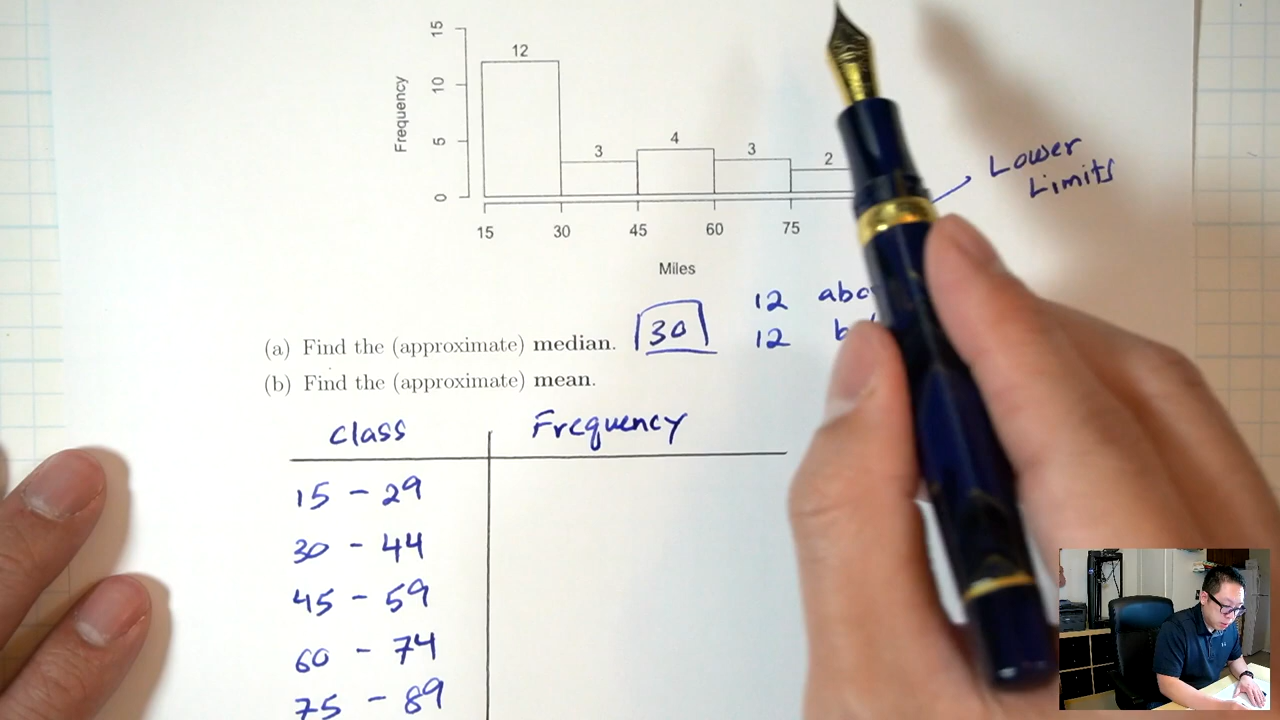 15
10
5
0
Frequency
12
3
4
3
2
15 30 45 60 75
Miles
Lower
Limits
(a) Find the (approximate) median. 30
12
12
(b) Find the (approximate) mean.
class Frequency
15 - 29
30 - 44
45 - 59
60 - 74
75 - 89